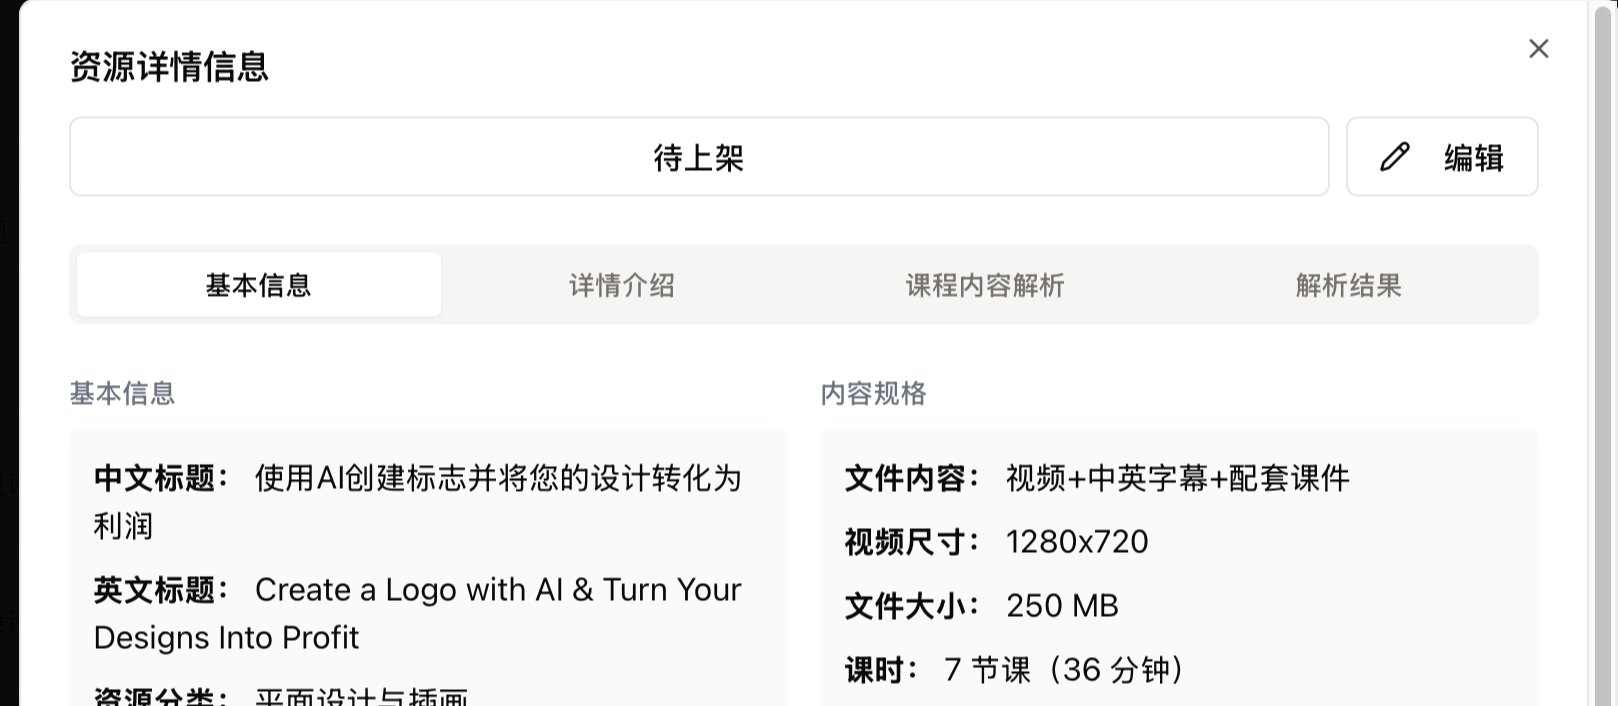 资源详情信息
待上架
编辑
基本信息
详情介绍
课程内容解析
解析结果
基本信息
中文标题： 使用AI创建标志并将您的设计转化为
利润
英文标题： Create a Logo with AI & Turn Your
Designs Into Profit
资源分类： 平面设计与插画
内容规格
文件内容： 视频+中英字幕+配套课件
视频尺寸： 1280x720
文件大小： 250 MB
课时： 7 节课（36 分钟）